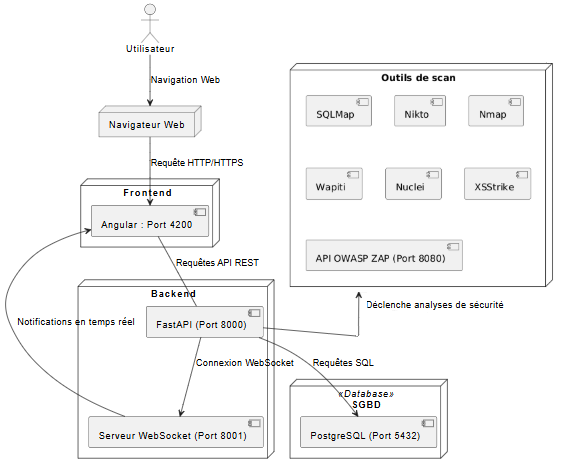 Utilisateur
Navigation Web
Navigateur Web
Requête HTTP/HTTPS
Frontend
Angular : Port 4200
Requêtes API REST
Backend
Notifications en temps réel
FastAPI (Port 8000)
Connexion WebSocket
Serveur WebSocket (Port 8001)
Outils de scan
SQLMap
Nikto
Nmap
Wapiti
Nuclei
XSStrike
API OWASP ZAP (Port 8080)
Déclenche analyses de sécurité
Requêtes SQL
«Database»
SGBD
PostgreSQL (Port 5432)